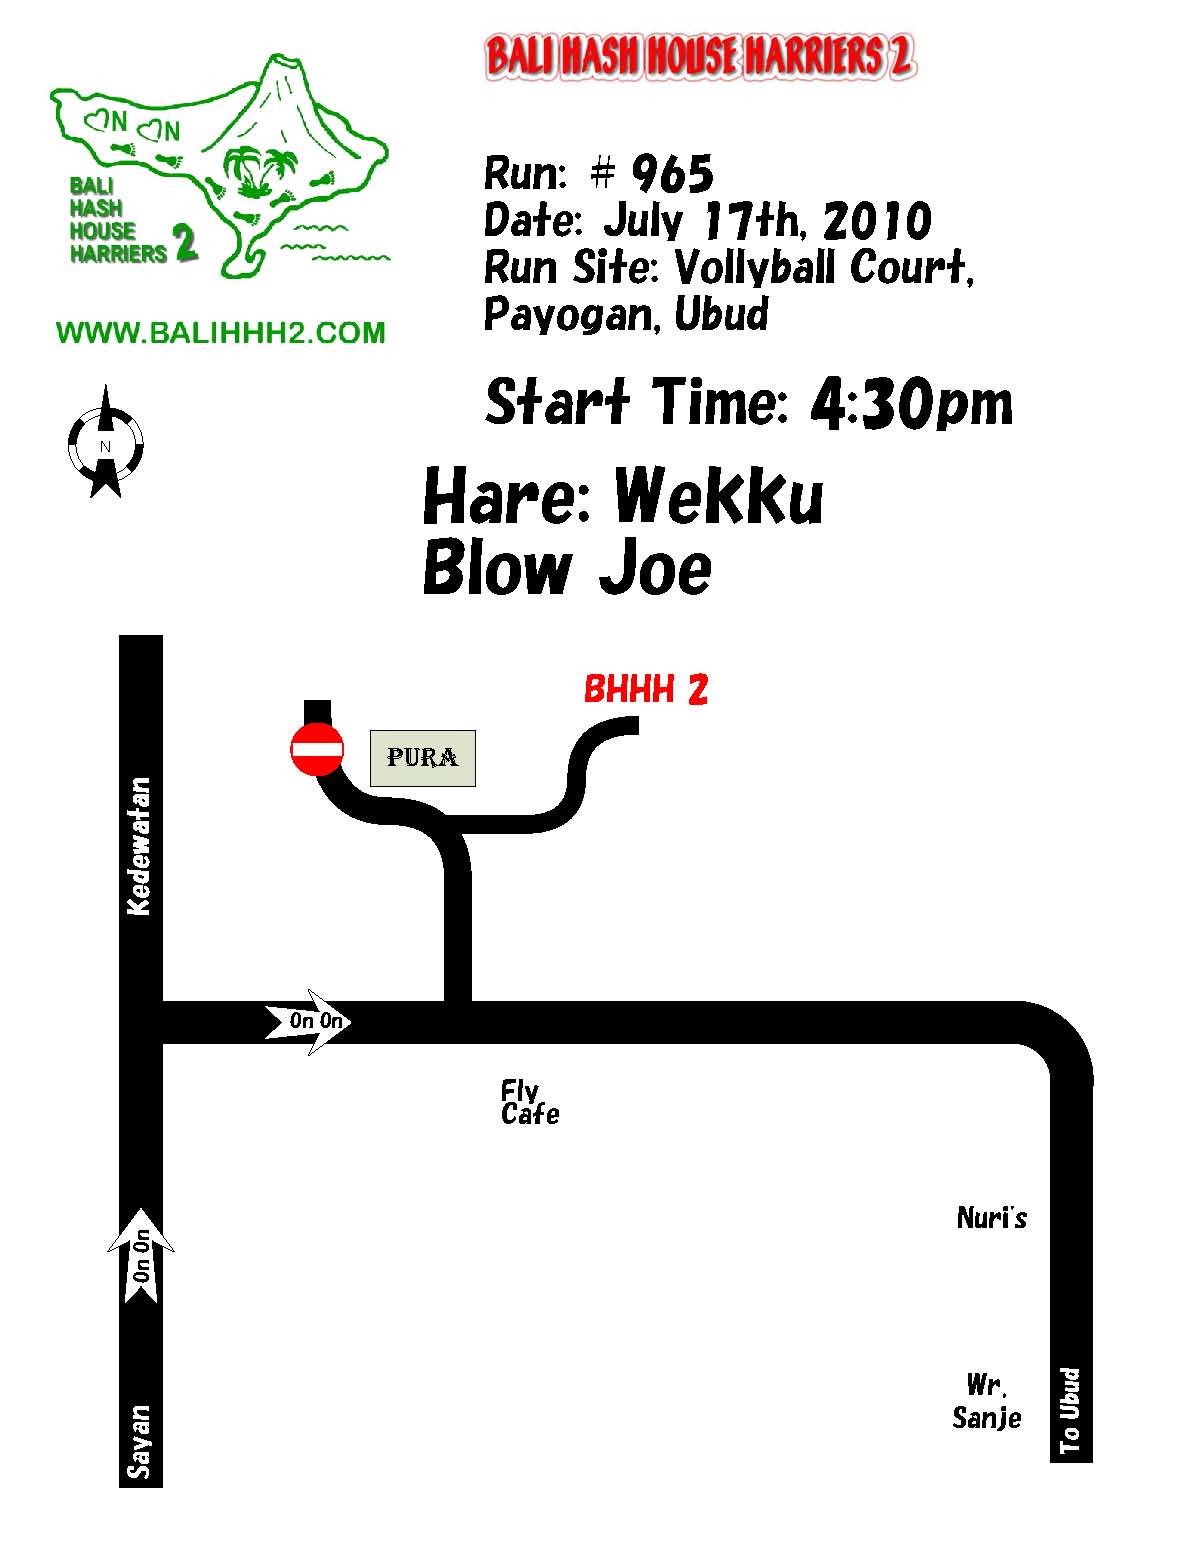 BALI HASH HOUSE HARRIERS 2
ON ON
BALI
HASH
HOUSE
HARRIERS 2
WWW.BALIHHH2.COM
Run: # 965
Date: July 17th, 2010
Run Site: Vollyball Court,
Payogan, Ubud
Start Time: 4:30pm
N
Hare: Wekku
Blow Joe
BHHH 2
PURA
Kedewatan
On On
Fly
Cafe
Nuri's
On On
Wr.
Sanje
To Ubud
Sayan